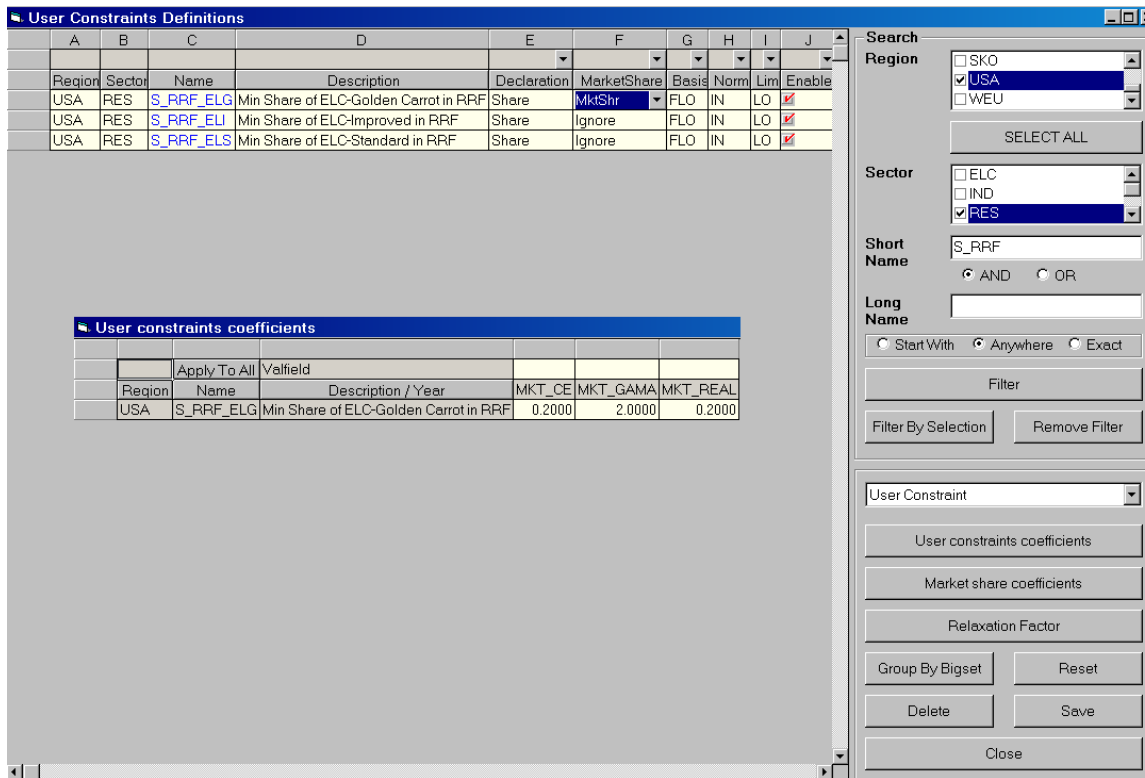 User Constraints Definitions
A B C D E F G H I J
Region Sector Name Description Declaration MarketShare Basis Norm Lim Enable
USA RES S_RRF_ELG Min Share of ELC-Golden Carrot in RRF Share MktShr FLO IN LO
USA RES S_RRF_ELI Min Share of ELC-Improved in RRF Share Ignore FLO IN LO
USA RES S_RRF_ELS Min Share of ELC-Standard in RRF Share Ignore FLO IN LO
User constraints coefficients
Apply To All Valfield
Region Name Description / Year MKT_CE MKT_GAMA MKT_REAL
USA S_RRF_ELG Min Share of ELC-Golden Carrot in RRF 0.2000 2.0000 0.2000
Search
Region
SKO
USA
WEU
SELECT ALL
Sector
ELC
IND
RES
Short Name
S_RRF
AND OR
Long Name
Start With Anywhere Exact
Filter
Filter By Selection Remove Filter
User Constraint
User constraints coefficients
Market share coefficients
Relaxation Factor
Group By Bigset Reset
Delete Save
Close